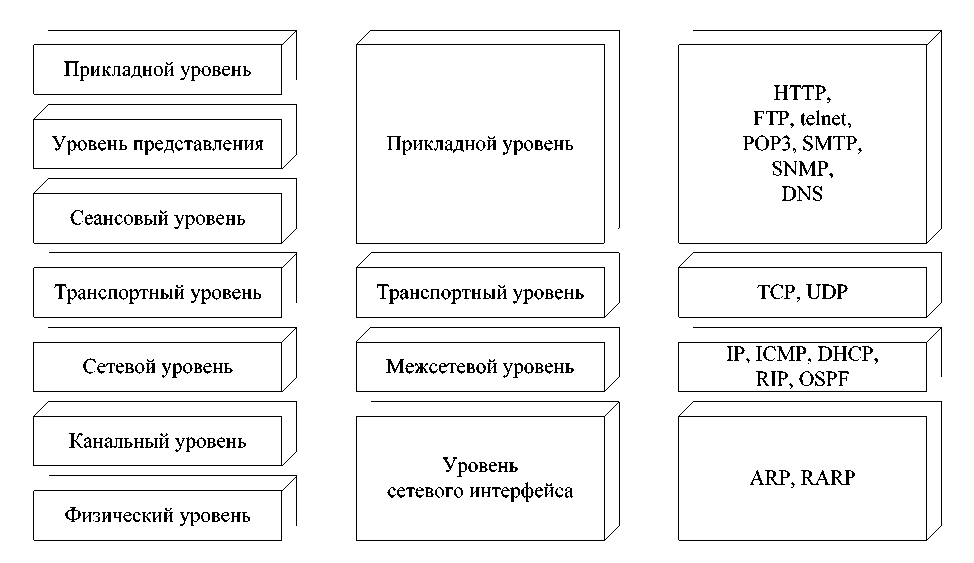 Прикладной уровень
Уровень представления
Сеансовый уровень
Транспортный уровень
Сетевой уровень
Канальный уровень
Физический уровень
Прикладной уровень
Транспортный уровень
Межсетевой уровень
Уровень
сетевого интерфейса
HTTP,
FTP, telnet,
POP3, SMTP,
SNMP,
DNS
TCP, UDP
IP, ICMP, DHCP,
RIP, OSPF
ARP, RARP